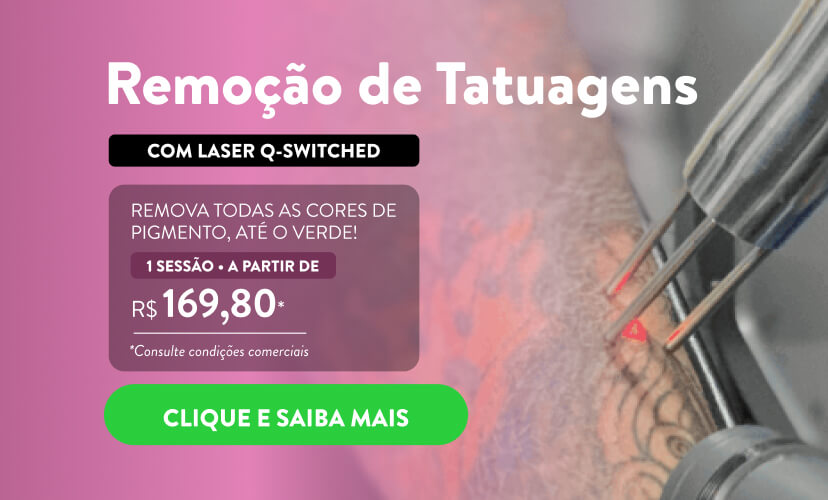 Remoção de Tatuagens
COM LASER Q-SWITCHED
REMOVA TODAS AS CORES DE
PIGMENTO, ATÉ O VERDE!
1 SESSÃO • A PARTIR DE
R$ 169,80*
*Consulte condições comerciais
CLIQUE E SAIBA MAIS